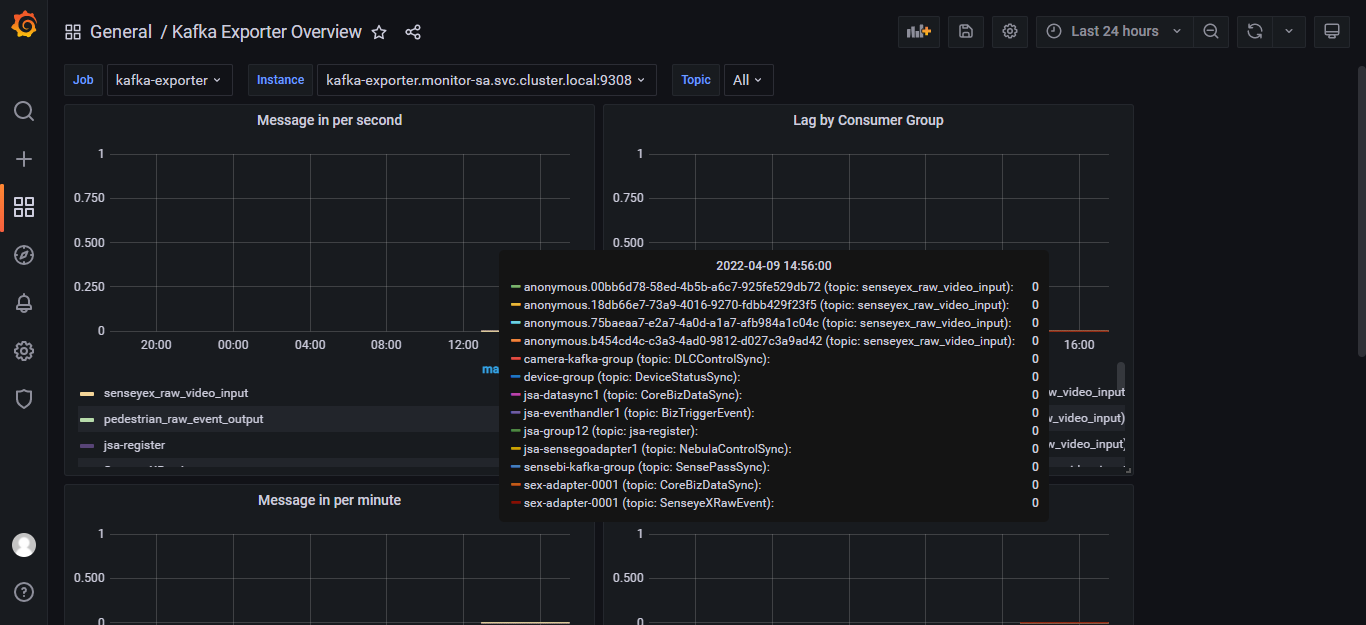 General / Kafka Exporter Overview
Last 24 hours
Job kafka-exporter Instance kafka-exporter.monitor-sa.svc.cluster.local:9308 Topic All
Message in per second
1
0.750
0.500
0.250
0
20:00 00:00 04:00 08:00 12:00
ma
senseyex_raw_video_input
pedestrian_raw_event_output
jsa-register
Lag by Consumer Group
1
0.750
0.500
16:00
w_video_input
v_video_input)
w_video_input)
2022-04-09 14:56:00
anonymous.00bb6d78-58ed-4b5b-a6c7-925fe529db72 (topic: senseyex_raw_video_input): 0
anonymous.18db66e7-73a9-4016-9270-fdbb429f23f5 (topic: senseyex_raw_video_input): 0
anonymous.75baeaa7-e2a7-4a0d-a1a7-afb984a1c04c (topic: senseyex_raw_video_input): 0
anonymous.b454cd4c-c3a3-4ad0-9812-d027c3a9ad42 (topic: senseyex_raw_video_input): 0
camera-kafka-group (topic: DLCControlSync): 0
device-group (topic: DeviceStatusSync): 0
jsa-datasync1 (topic: CoreBizDataSync): 0
jsa-eventhandler1 (topic: BizTriggerEvent): 0
jsa-group12 (topic: jsa-register): 0
jsa-sensegoadapter1 (topic: NebulaControlSync): 0
sensebi-kafka-group (topic: SensePassSync): 0
sex-adapter-0001 (topic: CoreBizDataSync): 0
sex-adapter-0001 (topic: SenseyeXRawEvent): 0
Message in per minute
1
0.500
0
1
0.500
0